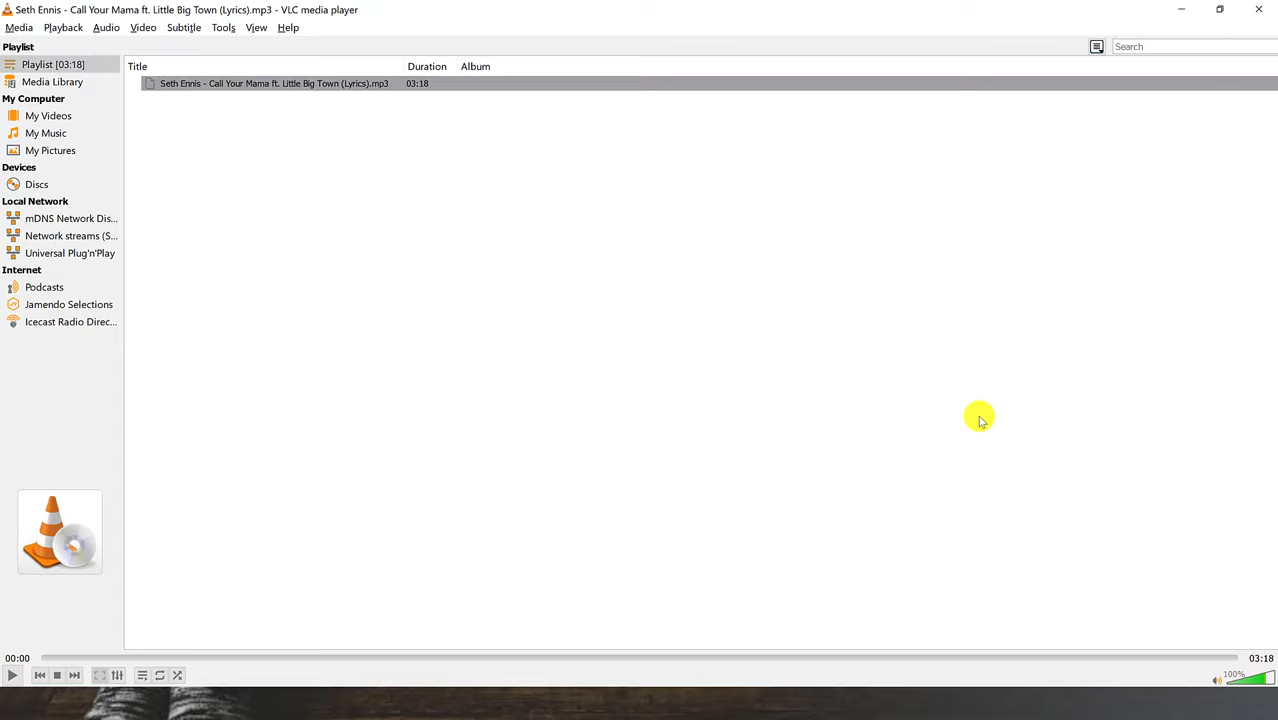 Seth Ennis - Call Your Mama ft. Little Big Town (Lyrics).mp3 - VLC media player
Media Playback Audio Video Subtitle Tools View Help
Playlist
Search
Playlist [03:18]
Title Duration Album
Seth Ennis - Call Your Mama ft. Little Big Town (Lyrics).mp3 03:18
Media Library
My Computer
My Videos
My Music
My Pictures
Devices
Discs
Local Network
mDNS Network Dis...
Network streams (S...
Universal Plug'n'Play
Internet
Podcasts
Jamendo Selections
Icecast Radio Direc...
00:00 03:18
100%